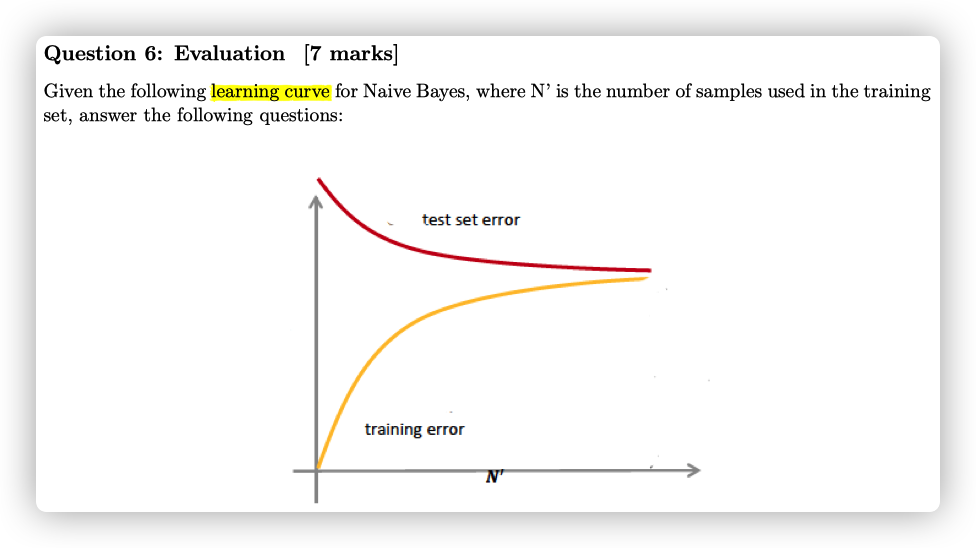 Question 6: Evaluation [7 marks]
Given the following learning curve for Naive Bayes, where N’ is the number of samples used in the training
set, answer the following questions:
test set error
training error
N'